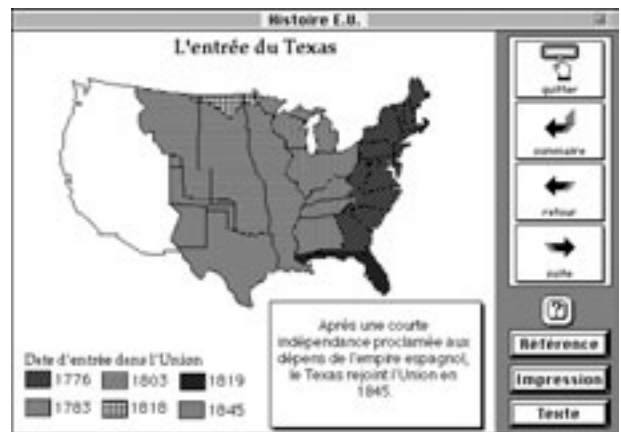 Histoire E.U.
L'entrée du Texas
quitter
sommaire
retour
suite
Après une courte
indépendance proclamée aux
dépens de l'empire espagnol,
le Texas rejoint l'Union en
1845.
Date d'entrée dans l'Union
1776 1803 1819
1783 1818 1845
?
Référence
Impression
Texte